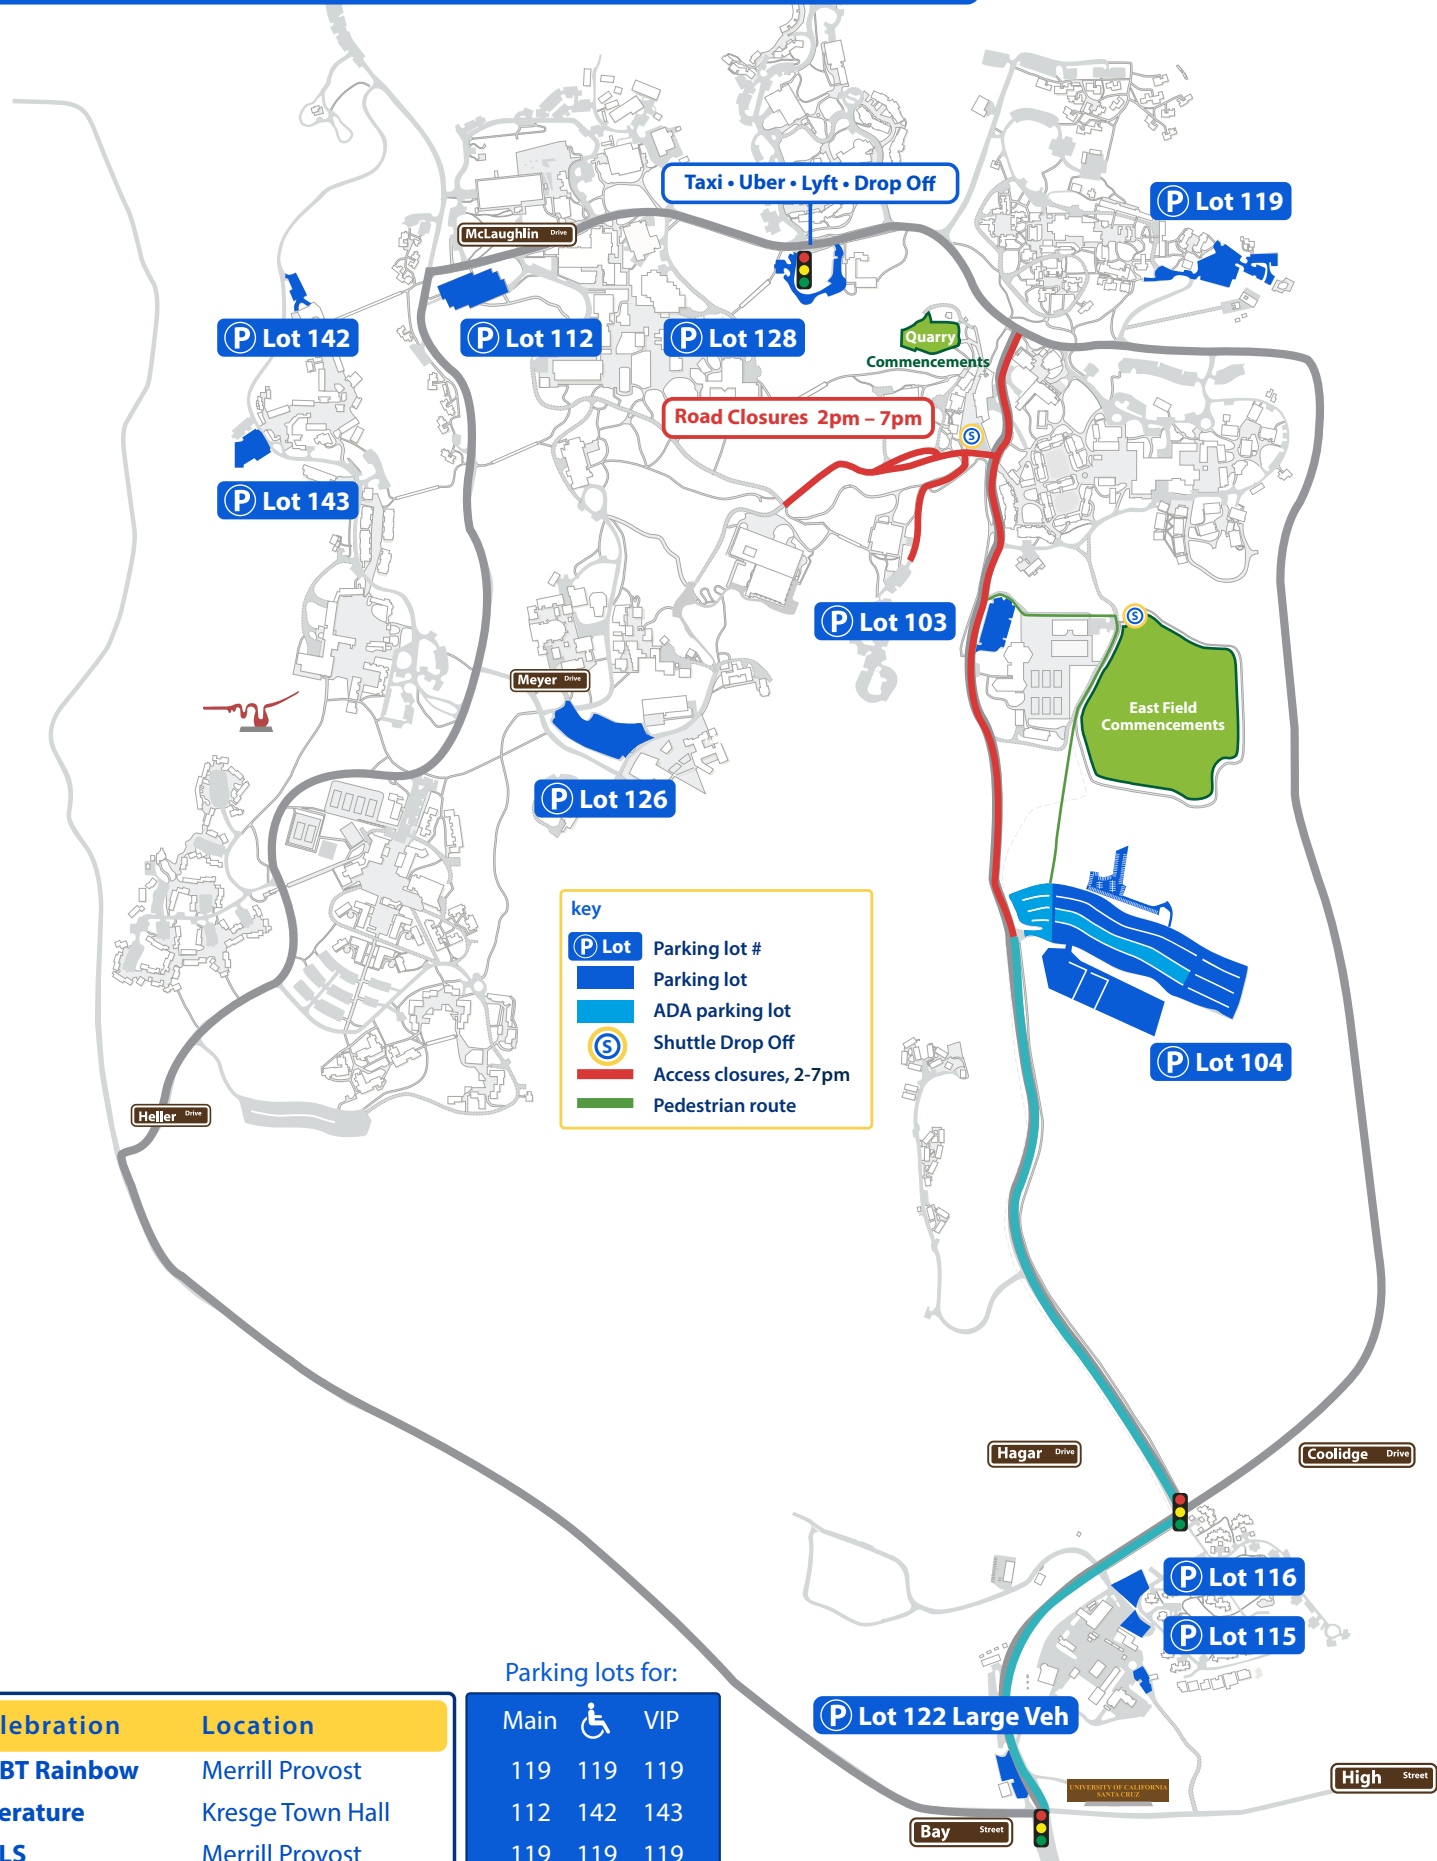 Taxi • Uber • Lyft • Drop Off
P Lot 119
McLaughlin Drive
P Lot 142
P Lot 112
P Lot 128
Quarry
Commencements
Road Closures 2pm – 7pm
S
P Lot 143
P Lot 103
S
Meyer Drive
East Field
Commencements
P Lot 126
key
P Lot Parking lot #
Parking lot
ADA parking lot
S Shuttle Drop Off
Access closures, 2-7pm
Pedestrian route
P Lot 104
Heller Drive
Hagar Drive
Coolidge Drive
P Lot 116
P Lot 115
P Lot 122 Large Veh
UNIVERSITY OF CALIFORNIA
SANTA CRUZ
High Street
Bay Street
Parking lots for:
lebration Location Main VIP
BT Rainbow Merrill Provost 119 119 119
erature Kresge Town Hall 112 142 143
LS Merrill Provost 119 119 119